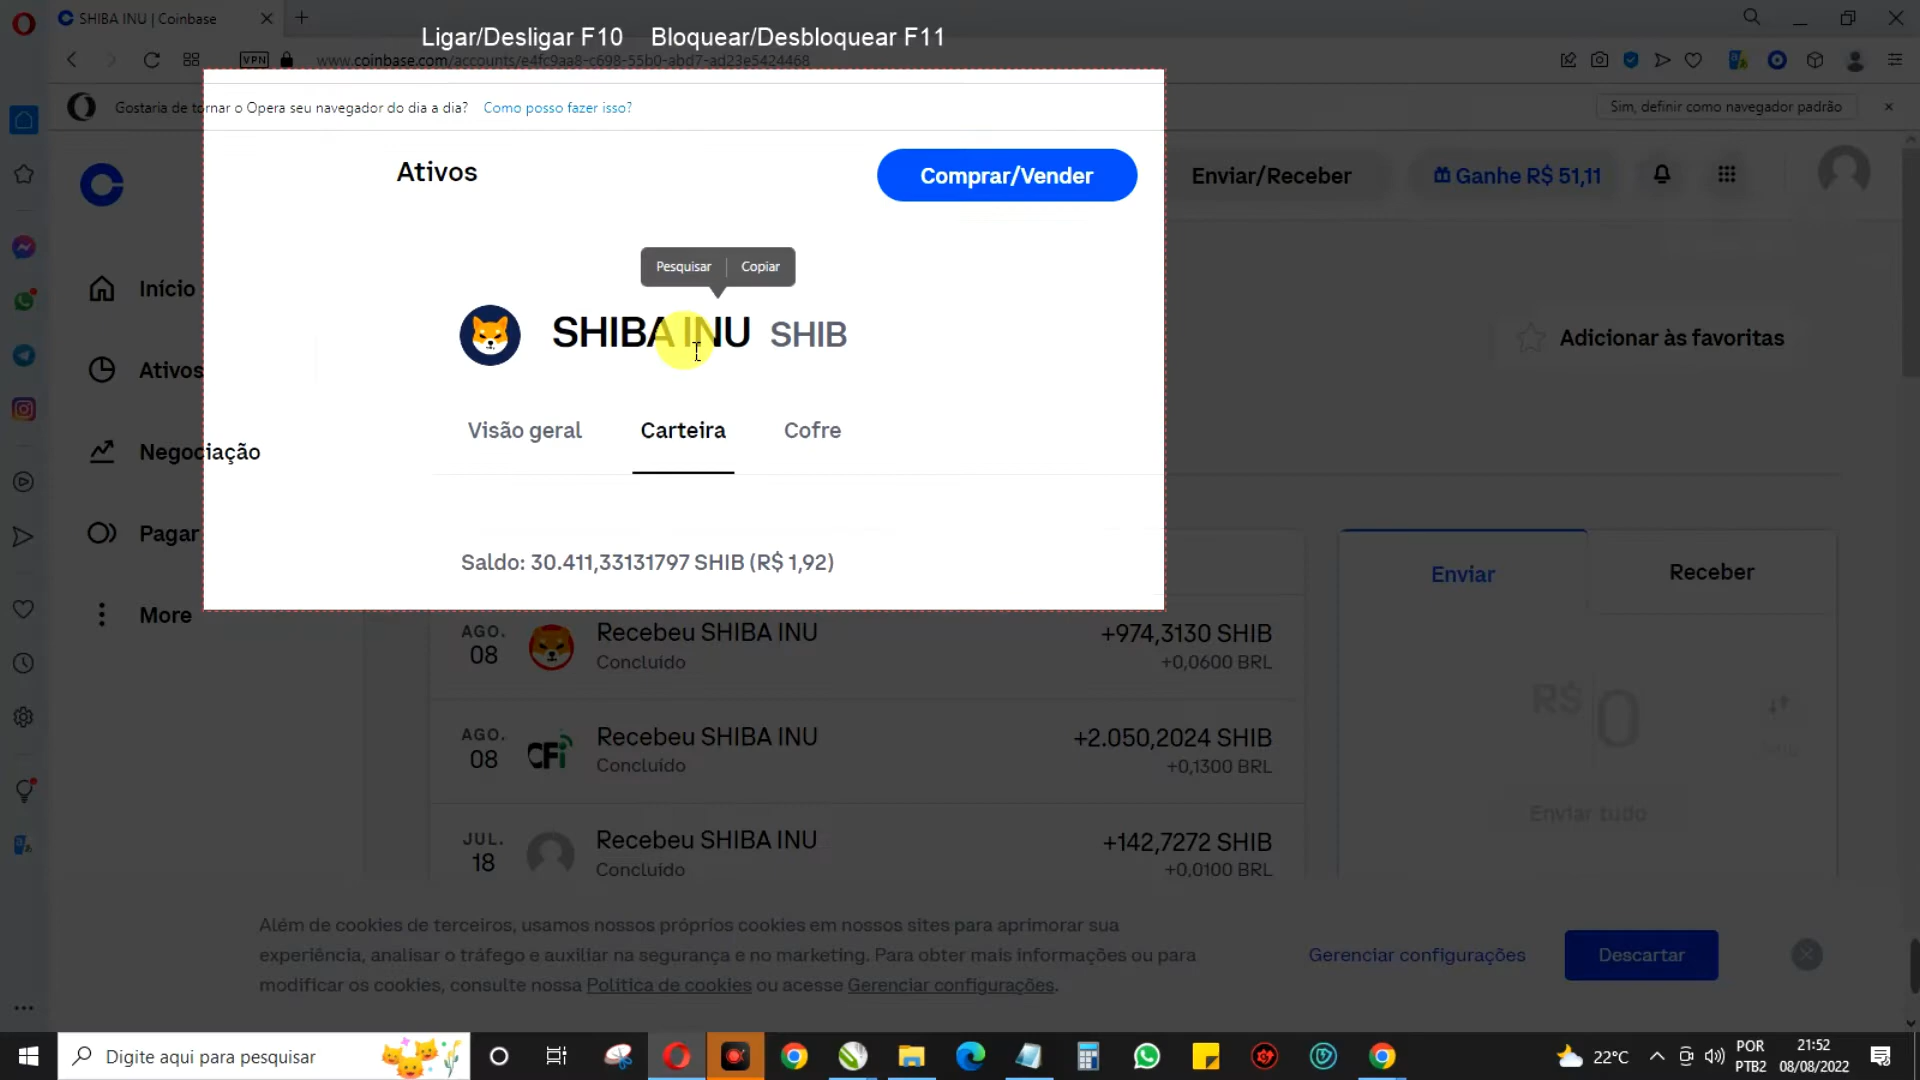 SHIBA INU | Coinbase
Ligar/Desligar F10 Bloquear/Desbloquear F11
VPN
www.coinbase.com/accounts/e4fc9aa8-c698-55b0-abd7-ad23e5424468
Gostaria de tornar o Opera seu navegador do dia a dia? Como posso fazer isso?
Sim, definir como navegador padrão
Ativos
Comprar/Vender
Enviar/Receber
Ganhe R$ 51,11
Pesquisar
Copiar
Início
SHIBA INU SHIB
Adicionar às favoritas
Ativos
Visão geral
Carteira
Cofre
Negociação
Pagar
Saldo: 30.411,33131797 SHIB (R$ 1,92)
Enviar
Receber
More
AGO.
08
Recebeu SHIBA INU
Concluído
+974,3130 SHIB
+0,0600 BRL
AGO.
08
CFi
Recebeu SHIBA INU
Concluído
+2.050,2024 SHIB
+0,1300 BRL
JUL.
18
Recebeu SHIBA INU
Concluído
+142,7272 SHIB
+0,0100 BRL
R$ 0
Enviar tudo
Além de cookies de terceiros, usamos nossos próprios cookies em nossos sites para aprimorar sua
experiência, analisar o tráfego e auxiliar na segurança e no marketing. Para obter mais informações ou para
modificar os cookies, consulte nossa Política de cookies ou acesse Gerenciar configurações.
Gerenciar configurações
Descartar
Digite aqui para pesquisar
22°C
POR
PTB2
21:52
08/08/2022